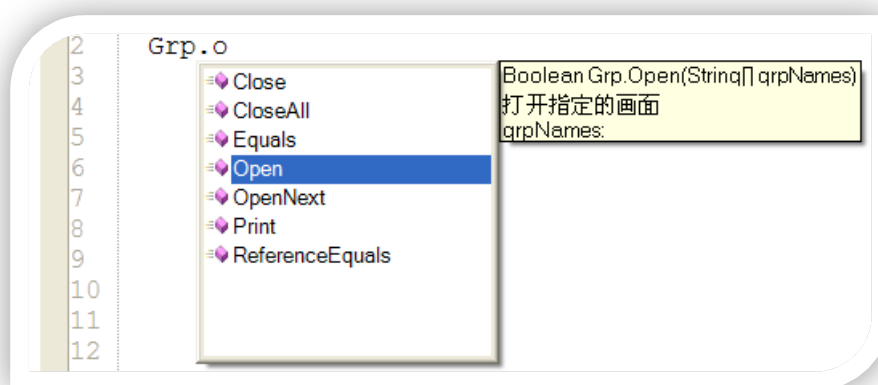 2 Grp.o
3
4
5
6
7
8
9
10
11
12
Close
CloseAll
Equals
Open
OpenNext
Print
ReferenceEquals
Boolean Grp.Open(String[] grpNames)
打开指定的画面
grpNames: